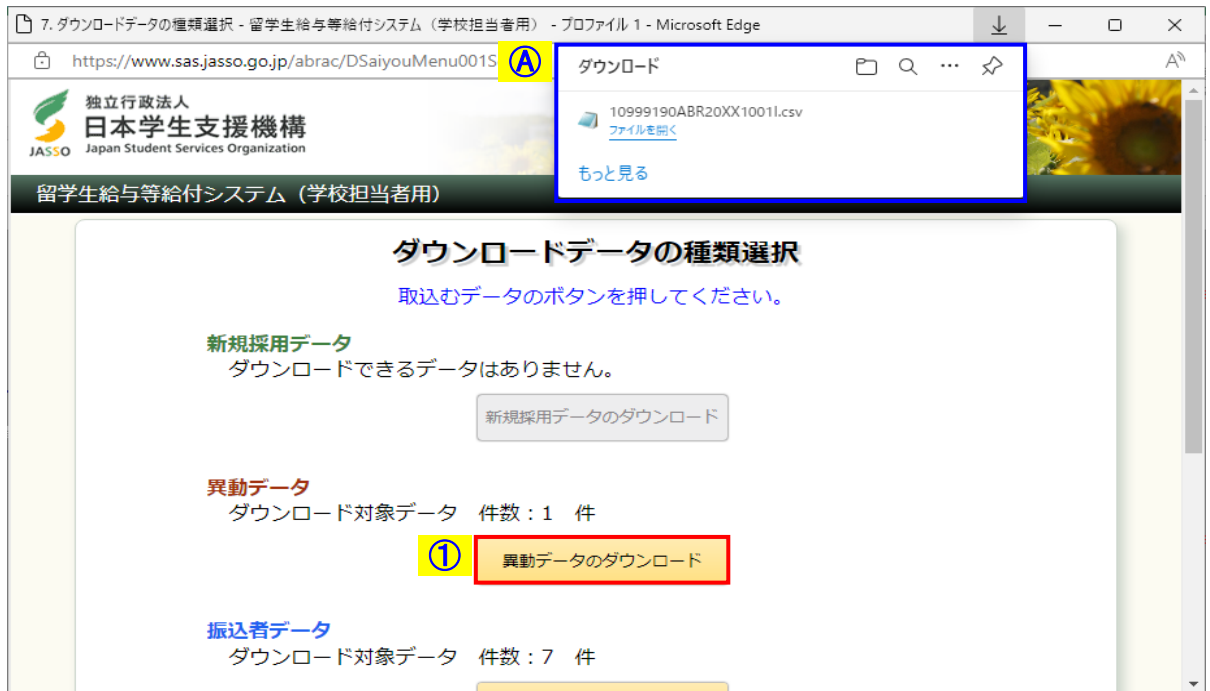 7. ダウンロードデータの種類選択 - 留学生給与等給付システム（学校担当者用） - プロファイル 1 - Microsoft Edge
https://www.sas.jasso.go.jp/abrac/DSaiyouMenu001S
Ⓐ
ダウンロード
10999190ABR20XX1001l.csv
ファイルを開く
もっと見る
独立行政法人
日本学生支援機構
JASSO Japan Student Services Organization
留学生給与等給付システム（学校担当者用）
ダウンロードデータの種類選択
取込むデータのボタンを押してください。
新規採用データ
ダウンロードできるデータはありません。
新規採用データのダウンロード
異動データ
ダウンロード対象データ 件数：1 件
① 異動データのダウンロード
振込者データ
ダウンロード対象データ 件数：7 件